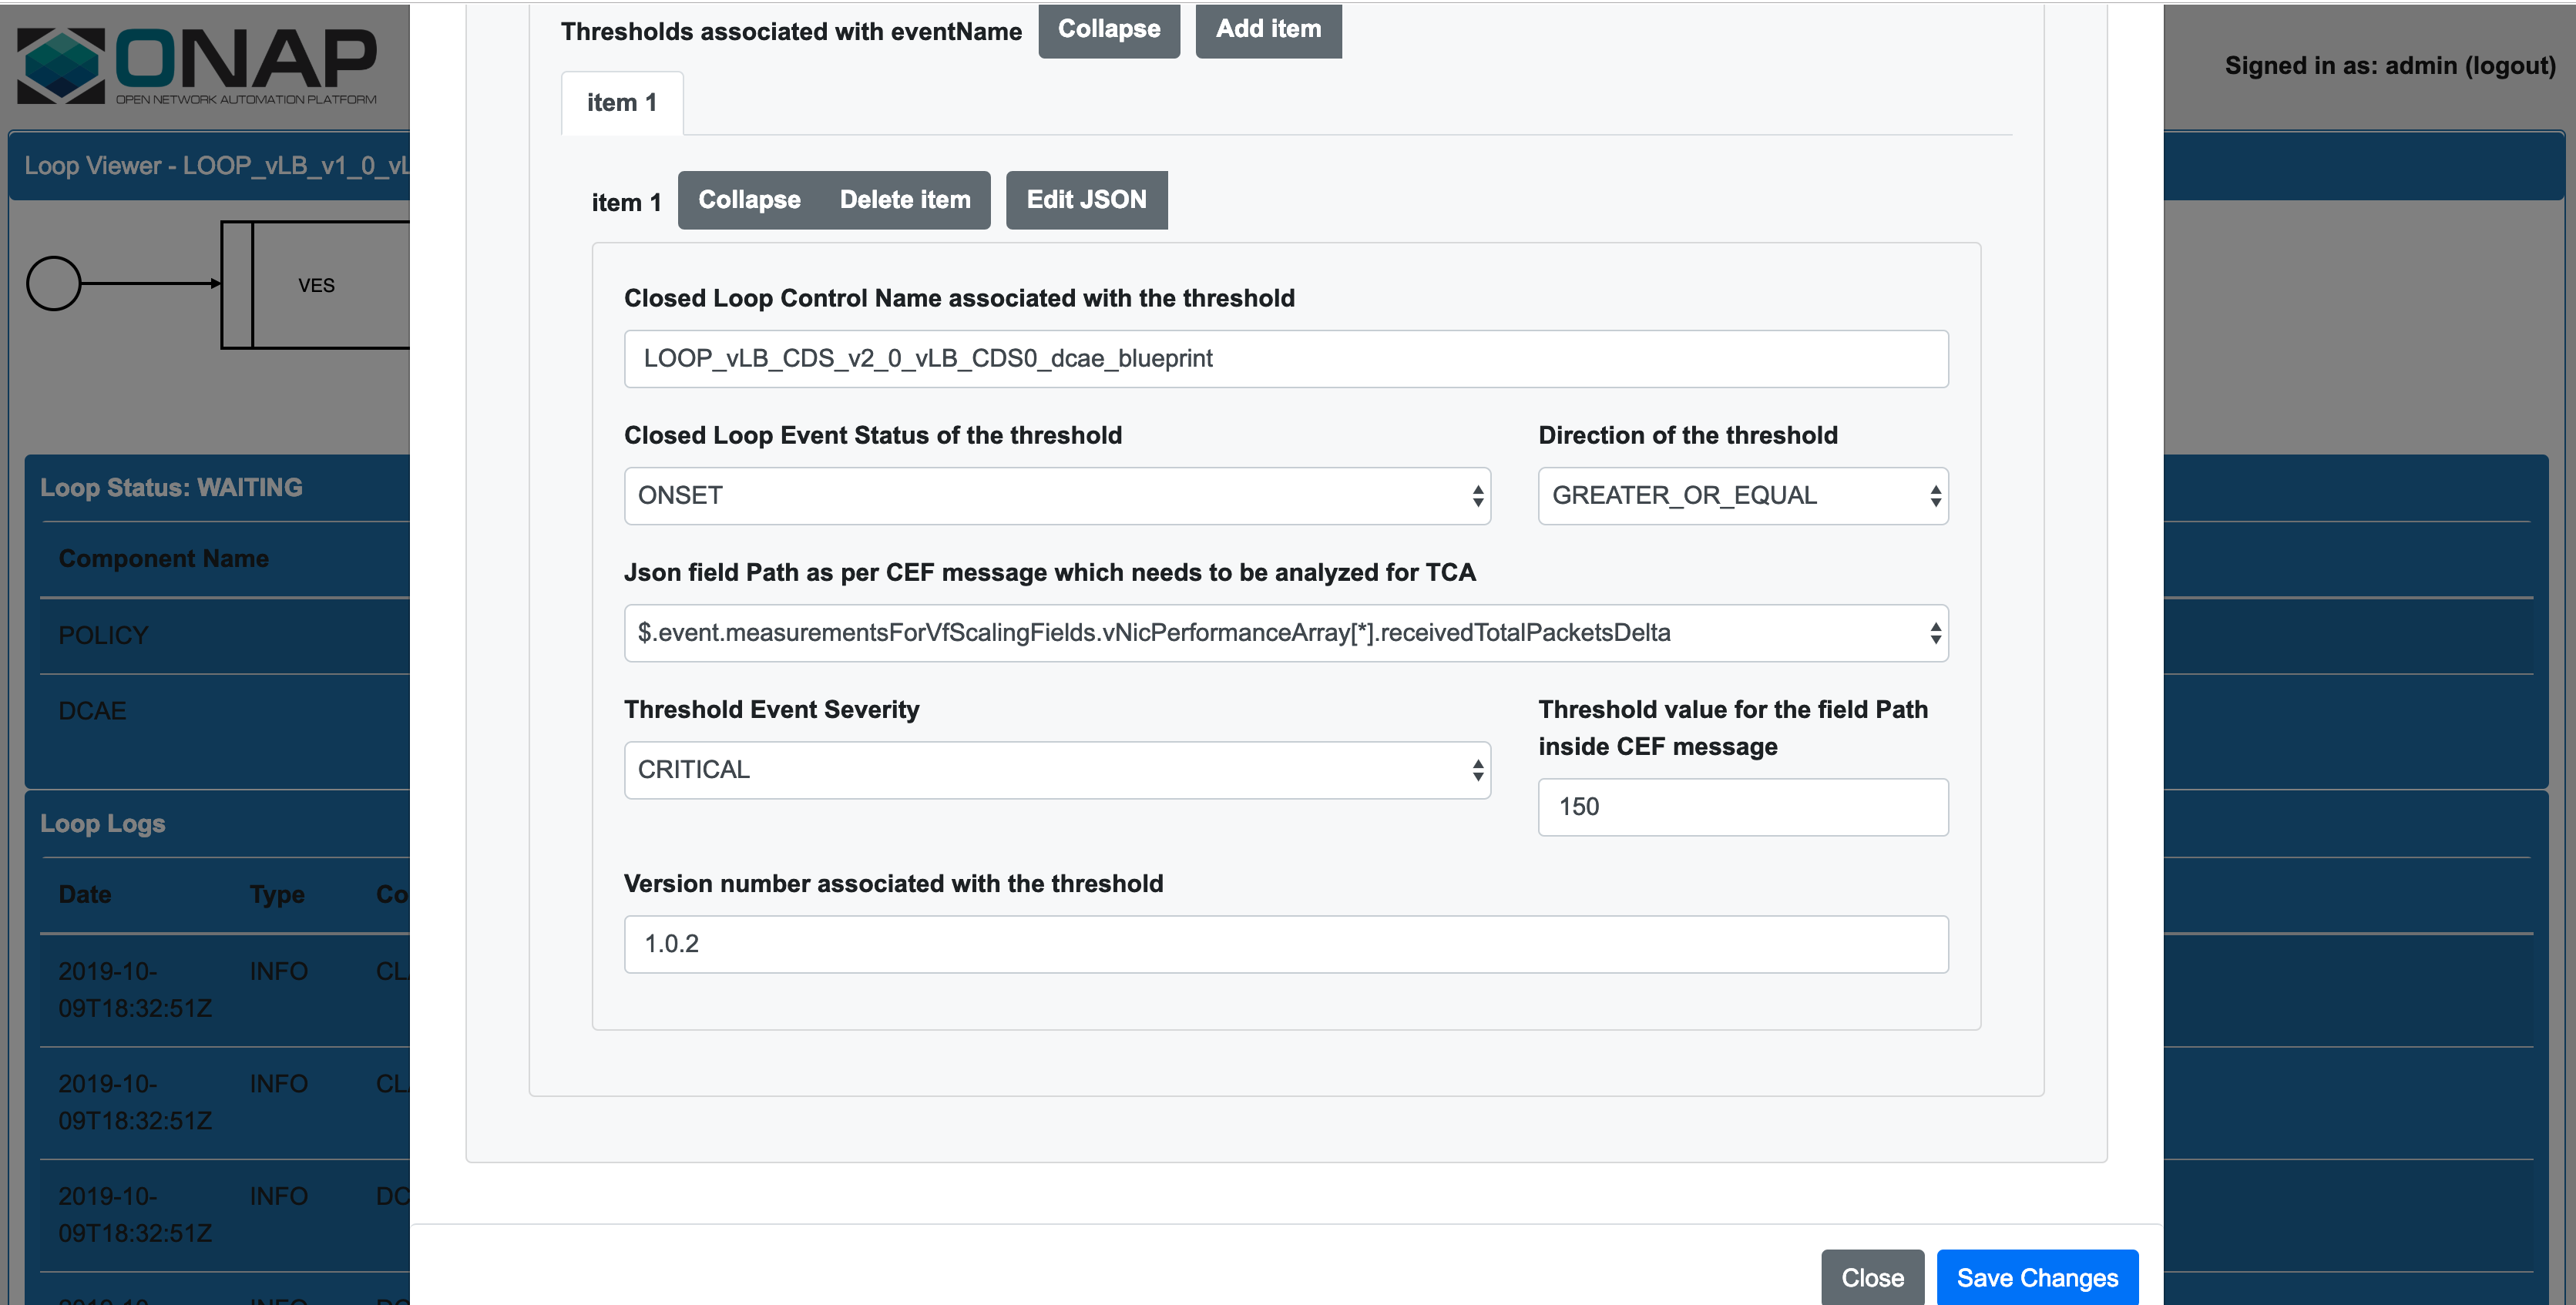 ONAP
OPEN NETWORK AUTOMATION PLATFORM
Signed in as: admin (logout)
Loop Viewer - LOOP_vLB_v1_0_vL
VES
Loop Status: WAITING
Component Name
POLICY
DCAE
Loop Logs
Date Type Co
2019-10-
09T18:32:51Z
INFO
CL
2019-10-
09T18:32:51Z
INFO
CL
2019-10-
09T18:32:51Z
INFO
DC
Thresholds associated with eventName Collapse Add item
item 1
item 1 Collapse Delete item Edit JSON
Closed Loop Control Name associated with the threshold
LOOP_vLB_CDS_v2_0_vLB_CDS0_dcae_blueprint
Closed Loop Event Status of the threshold
ONSET
Direction of the threshold
GREATER_OR_EQUAL
Json field Path as per CEF message which needs to be analyzed for TCA
$.event.measurementsForVfScalingFields.vNicPerformanceArray[*].receivedTotalPacketsDelta
Threshold Event Severity
CRITICAL
Threshold value for the field Path
inside CEF message
150
Version number associated with the threshold
1.0.2
Close Save Changes